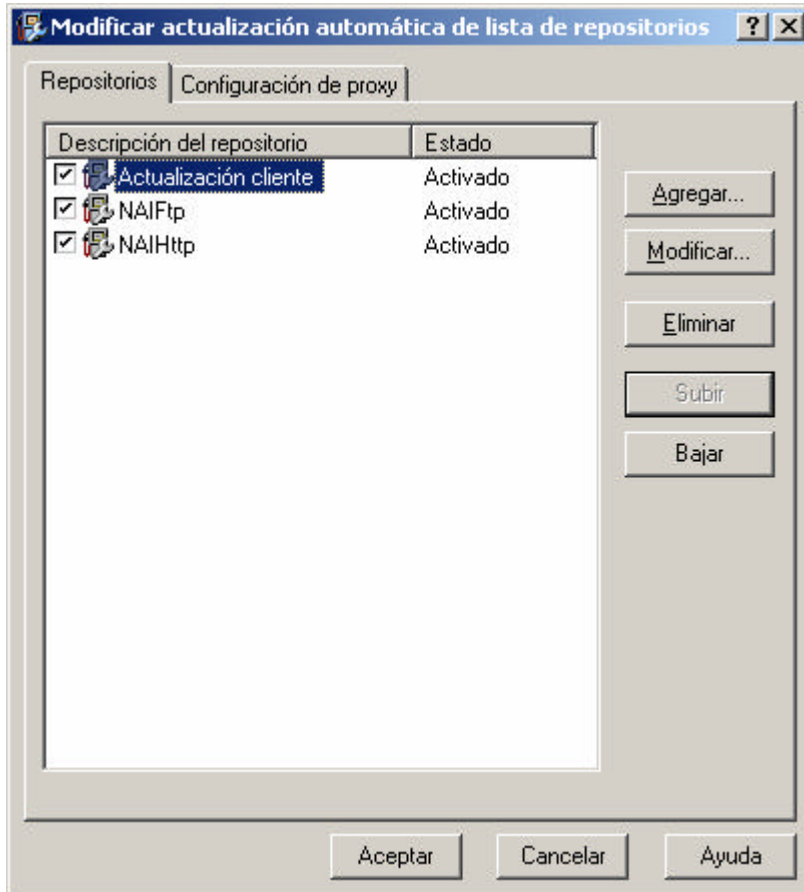 Modificar actualización automática de lista de repositorios
Repositorios Configuración de proxy
Descripción del repositorio Estado
Actualización cliente Activado
NAIFtp Activado
NAIHttp Activado
Agregar...
Modificar...
Eliminar
Subir
Bajar
Aceptar Cancelar Ayuda